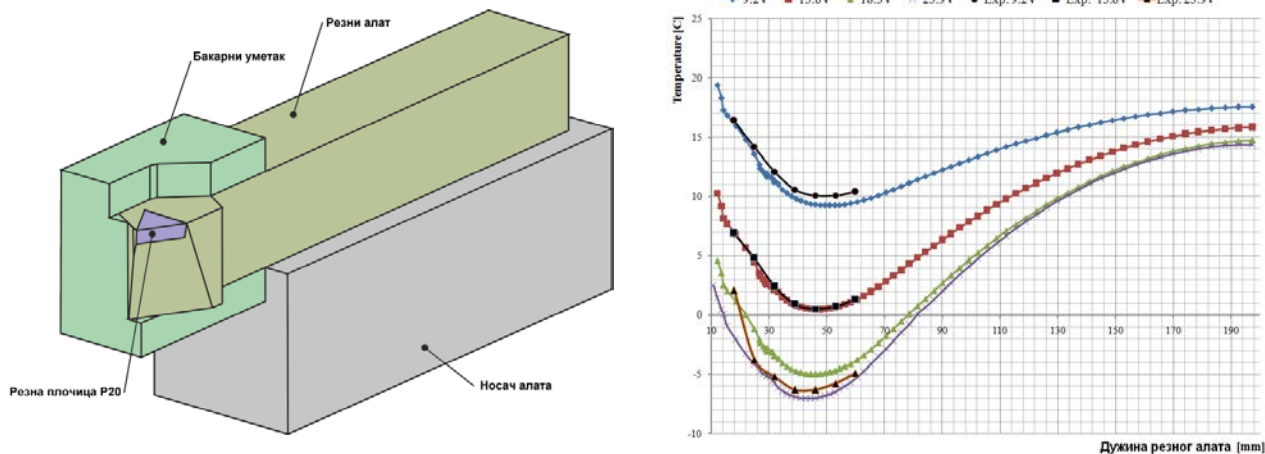 Резни алат
Бакарни уметак
Резна плочица P20
Носач алата
Temperature [C]
25
20
15
10
5
0
-5
-10
10 30 50 70 90 110 130 150 170 190
Дужина резног алата [mm]